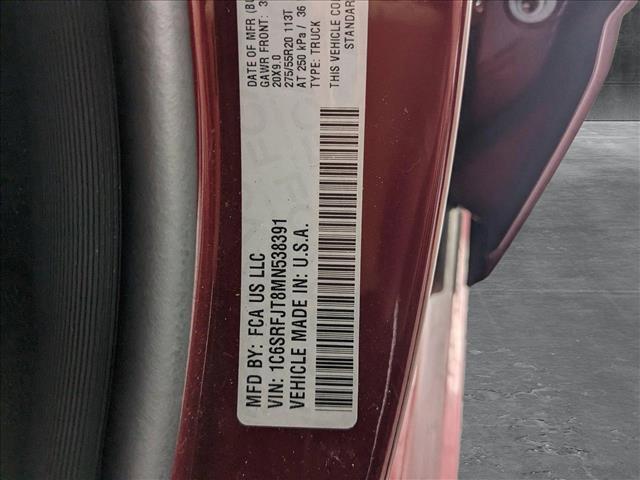 MFD BY: FCA US LLC
VIN: 1C6SRFJT8MN538391
VEHICLE MADE IN: U.S.A.
DATE OF MFR
GAWR FRONT:
20X9.0
275/55R20 113T
AT 250 kPa / 36
TYPE: TRUCK
THIS VEHICLE
STANDAR